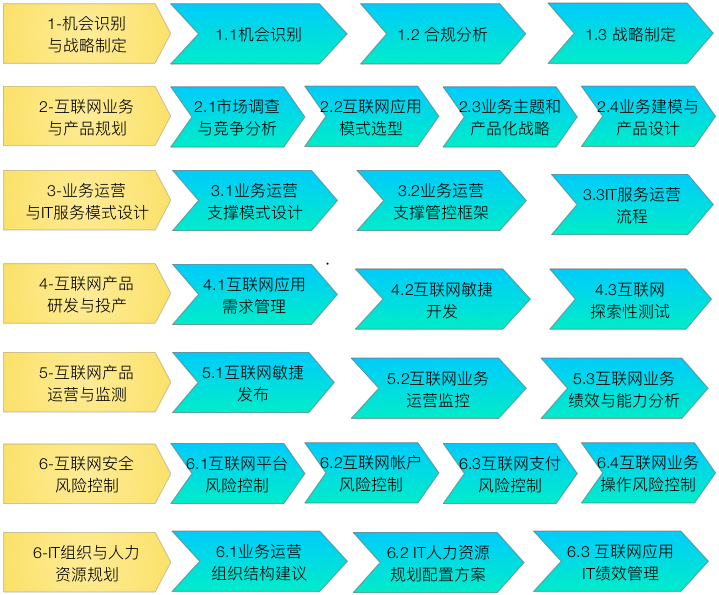 1-机会识别
与战略制定
1.1机会识别
1.2 合规分析
1.3 战略制定
2-互联网业务
与产品规划
2.1市场调查
与竞争分析
2.2互联网应用
模式选型
2.3业务主题和
产品化战略
2.4业务建模与
产品设计
3-业务运营
与IT服务模式设计
3.1业务运营
支撑模式设计
3.2业务运营
支撑管控框架
3.3IT服务运营
流程
4-互联网产品
研发与投产
4.1互联网应用
需求管理
4.2互联网敏捷
开发
4.3互联网
探索性测试
5-互联网产品
运营与监测
5.1互联网敏捷
发布
5.2互联网业务
运营监控
5.3互联网业务
绩效与能力分析
6-互联网安全
风险控制
6.1互联网平台
风险控制
6.2互联网帐户
风险控制
6.3互联网支付
风险控制
6.4互联网业务
操作风险控制
6-IT组织与人力
资源规划
6.1业务运营
组织结构建议
6.2 IT人力资源
规划配置方案
6.3 互联网应用
IT绩效管理